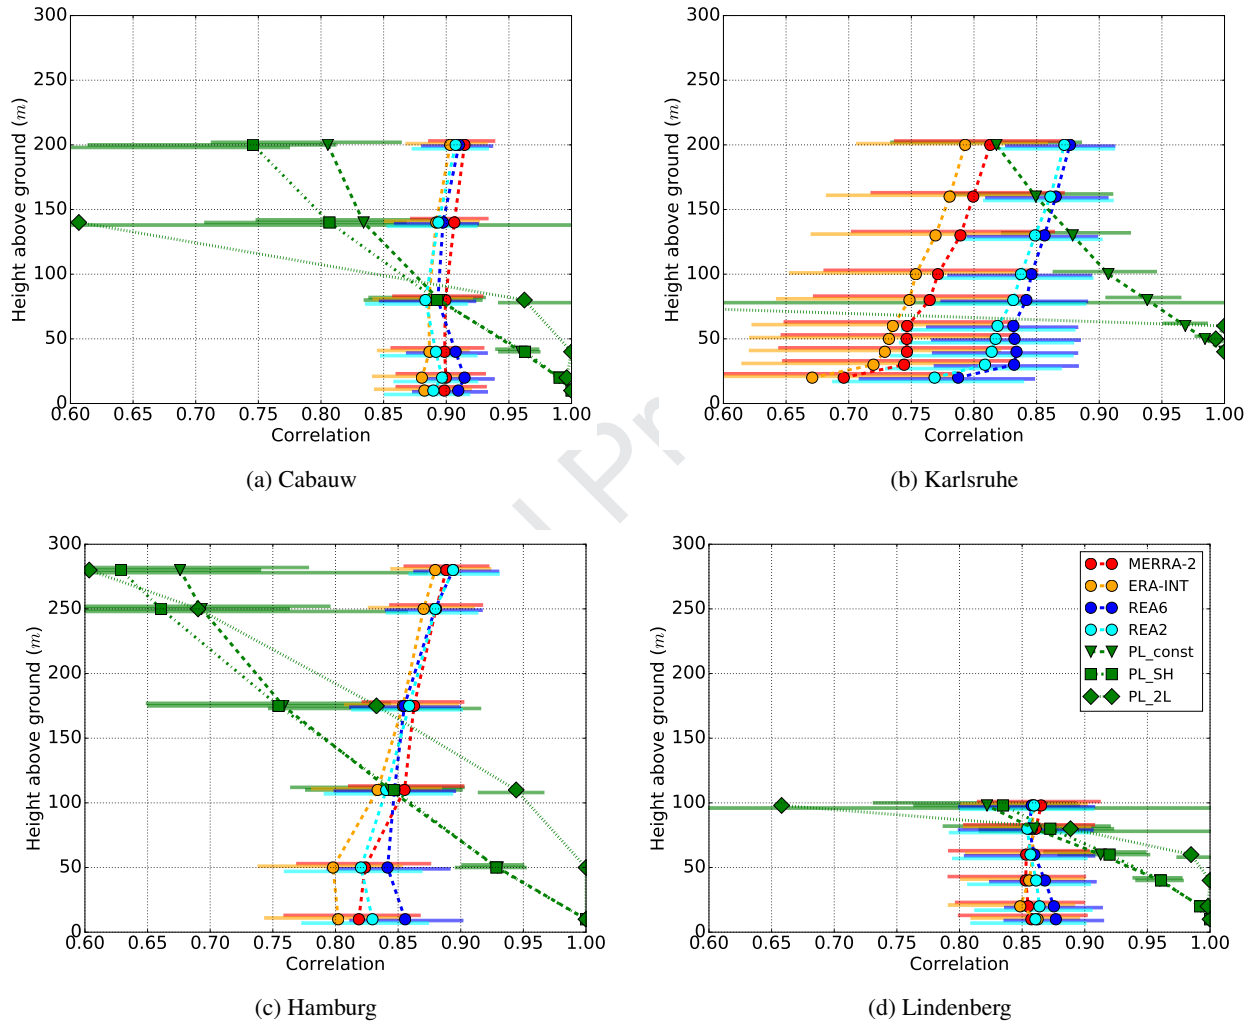 300
250
200
150
100
50
0
Height above ground (m)
0.60 0.65 0.70 0.75 0.80 0.85 0.90 0.95 1.00
Correlation
(a) Cabauw
300
250
200
150
100
50
0
Height above ground (m)
0.60 0.65 0.70 0.75 0.80 0.85 0.90 0.95 1.00
Correlation
(b) Karlsruhe
300
250
200
150
100
50
0
Height above ground (m)
0.60 0.65 0.70 0.75 0.80 0.85 0.90 0.95 1.00
Correlation
(c) Hamburg
300
250
200
150
100
50
0
Height above ground (m)
0.60 0.65 0.70 0.75 0.80 0.85 0.90 0.95 1.00
Correlation
MERRA-2
ERA-INT
REA6
REA2
PL_const
PL_SH
PL_2L
(d) Lindenberg